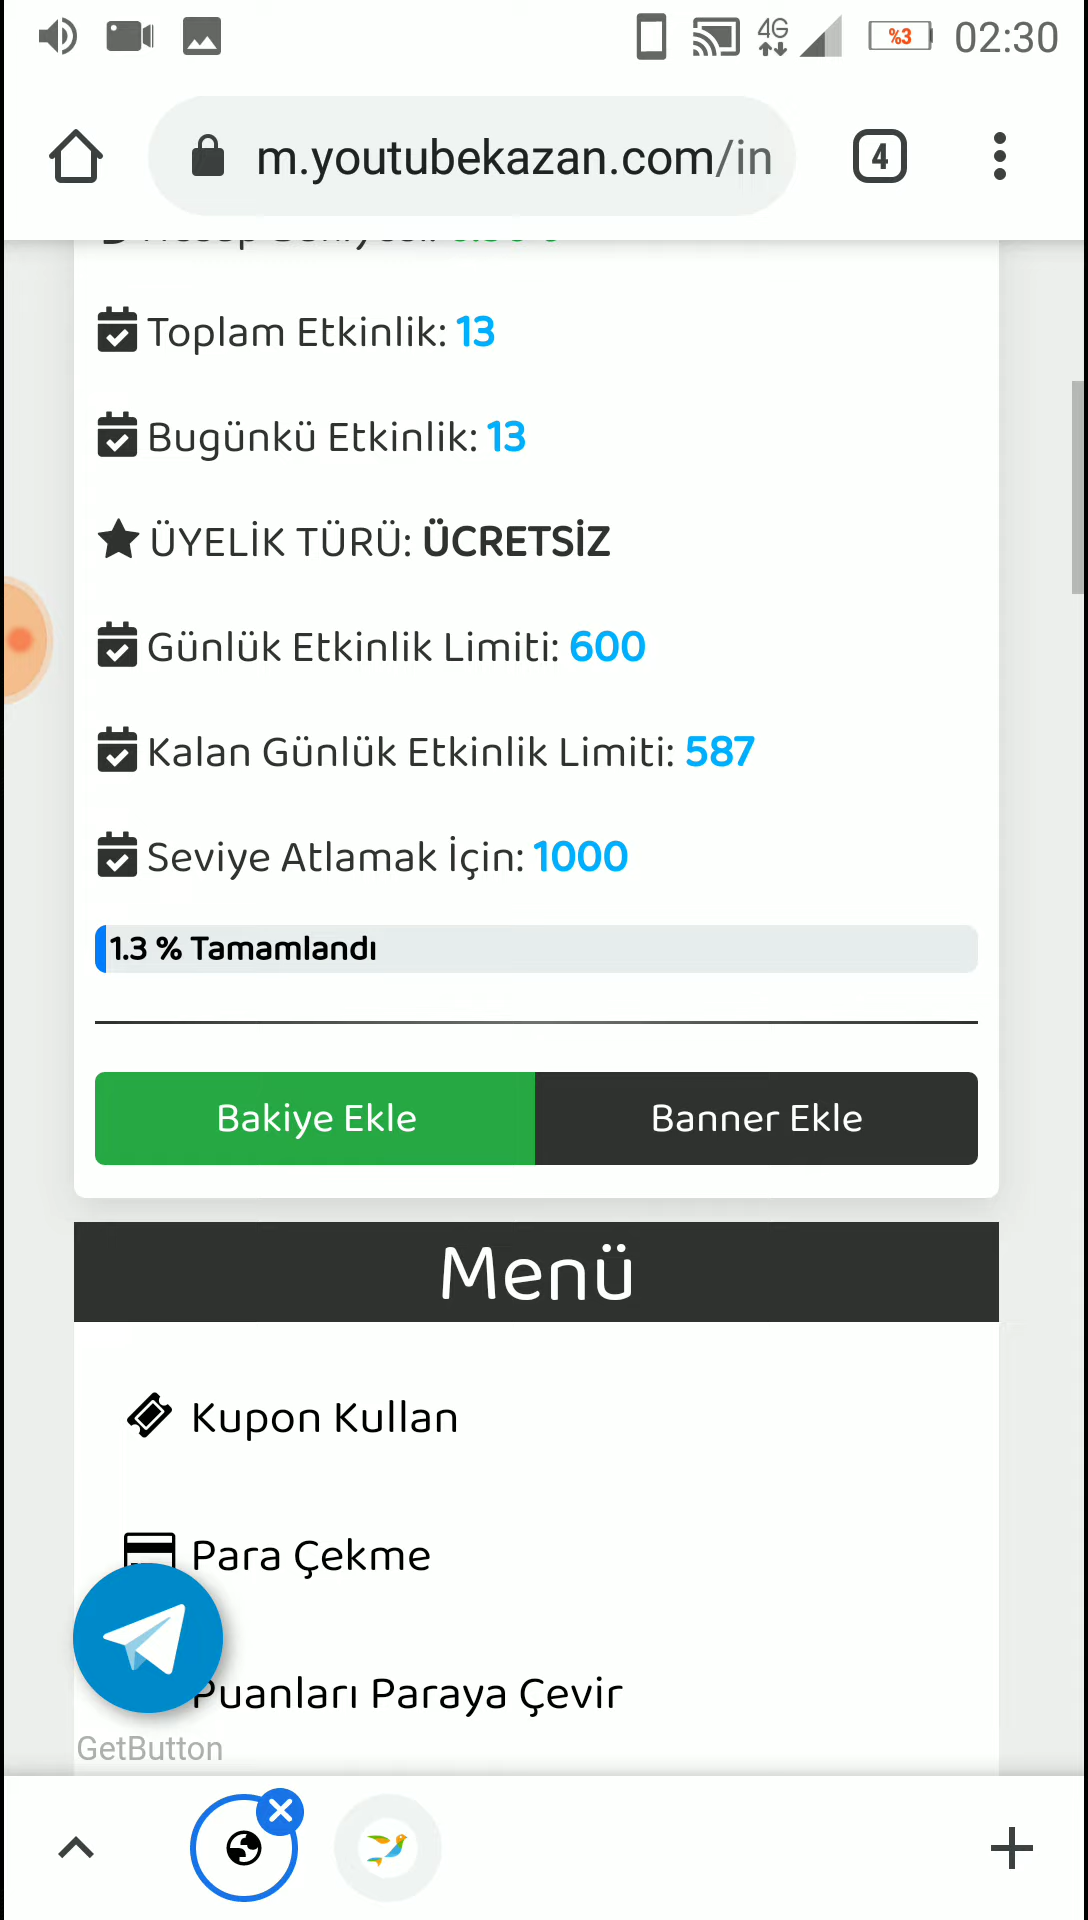 4G
%3
02:30
m.youtubekazan.com/in
4
Toplam Etkinlik: 13
Bugünkü Etkinlik: 13
ÜYELİK TÜRÜ: ÜCRETSİZ
Günlük Etkinlik Limiti: 600
Kalan Günlük Etkinlik Limiti: 587
Seviye Atlamak İçin: 1000
1.3 % Tamamlandı
Bakiye Ekle
Banner Ekle
Menü
Kupon Kullan
Para Çekme
Puanları Paraya Çevir
GetButton